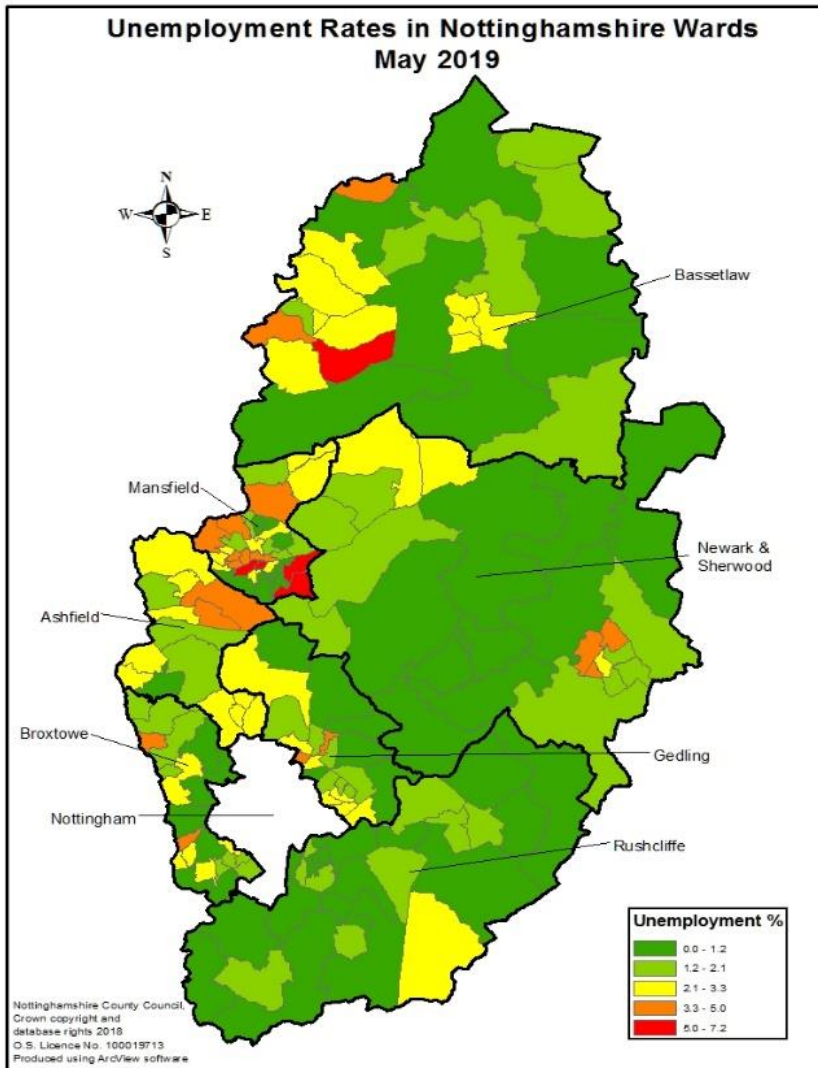 Unemployment Rates in Nottinghamshire Wards
May 2019
N
W
E
S
Bassetlaw
Mansfield
Newark &
Sherwood
Ashfield
Broxtowe
Gedling
Nottingham
Rushcliffe
Unemployment %
0.0 - 1.2
1.2 - 2.1
2.1 - 3.3
3.3 - 5.0
5.0 - 7.2
Nottinghamshire County Council,
Crown copyright and
database rights 2018
O.S. Licence No. 100019713
Produced using ArcView software